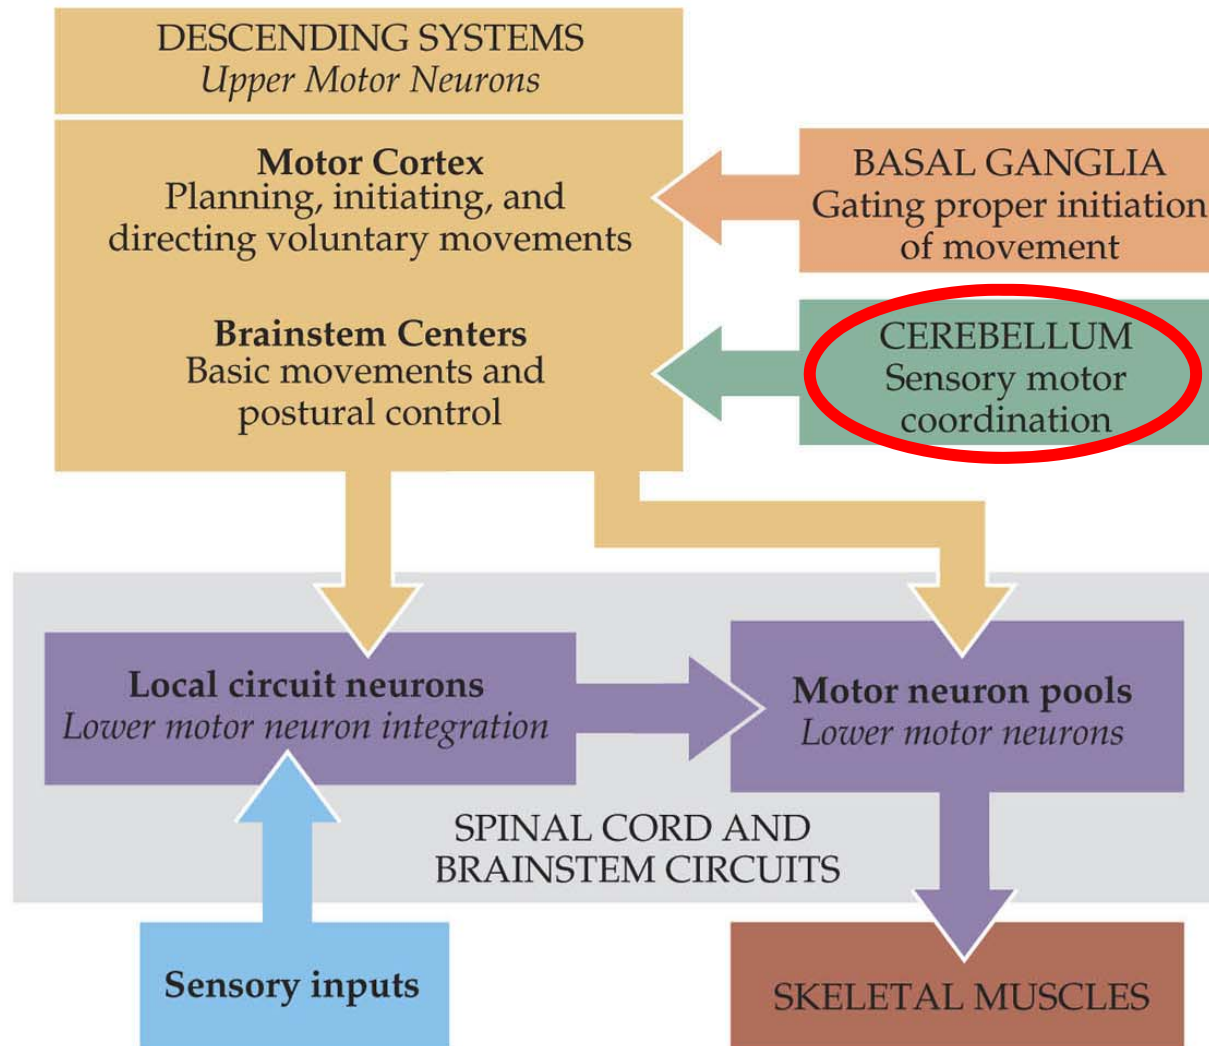 DESCENDING SYSTEMS
Upper Motor Neurons
Motor Cortex
Planning, initiating, and
directing voluntary movements
Brainstem Centers
Basic movements and
postural control
BASAL GANGLIA
Gating proper initiation
of movement
CEREBELLUM
Sensory motor
coordination
Local circuit neurons
Lower motor neuron integration
Motor neuron pools
Lower motor neurons
SPINAL CORD AND
BRAINSTEM CIRCUITS
Sensory inputs
SKELETAL MUSCLES